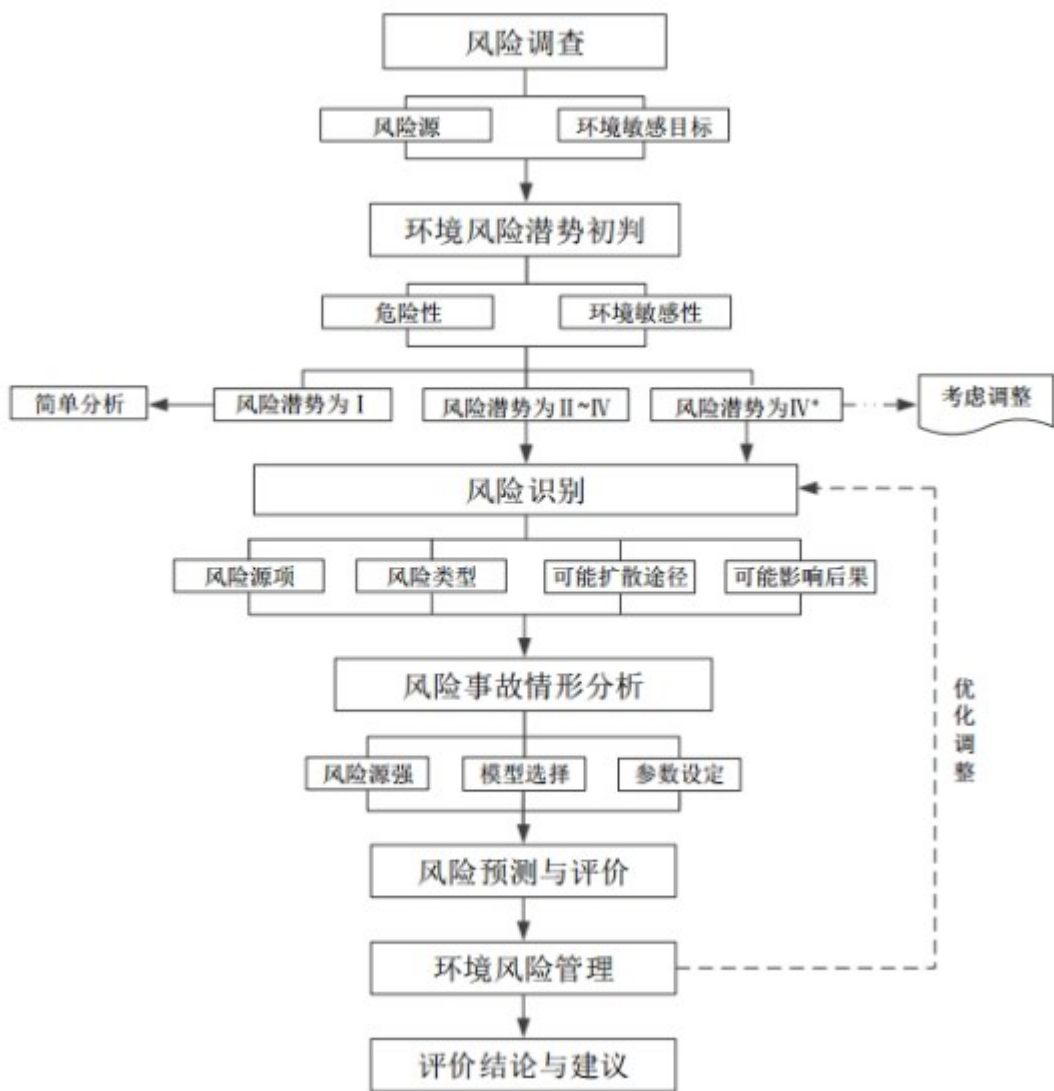 风险调查
风险源
环境敏感目标
环境风险潜势初判
危险性
环境敏感性
简单分析
风险潜势为Ⅰ
风险潜势为Ⅱ~Ⅳ
风险潜势为Ⅳ+
考虑调整
风险识别
风险源项
风险类型
可能扩散途径
可能影响后果
风险事故情形分析
优化调整
风险源强
模型选择
参数设定
风险预测与评价
环境风险管理
评价结论与建议